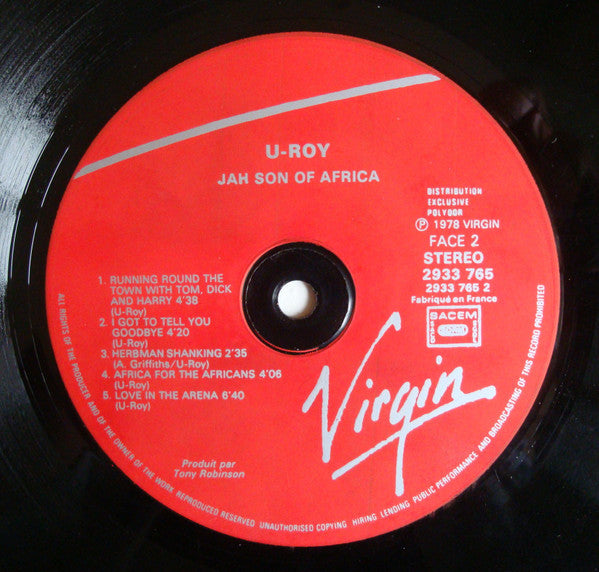 U-ROY
JAH SON OF AFRICA
DISTRIBUTION
EXCLUSIVE
POLYDOR
Ⓟ 1978 VIRGIN
FACE 2
STEREO
2933 765
2933 765 2
Fabriqué en France
SACEM
1. RUNNING ROUND THE
TOWN WITH TOM, DICK
AND HARRY 4'38
(U-Roy)
2. I GOT TO TELL YOU
GOODBYE 4'20
(U-Roy)
3. HERBMAN SHANKING 2'35
(A. Griffiths/U-Roy)
4. AFRICA FOR THE AFRICANS 4'06
(U-Roy)
5. LOVE IN THE ARENA 6'40
(U-Roy)
Virgin
Produit par
Tony Robinson
ALL RIGHTS OF THE PRODUCER AND OF THE OWNER OF THE WORK REPRODUCED RESERVED UNAUTHORISED COPYING HIRING LENDING PUBLIC PERFORMANCE AND BROADCASTING OF THIS RECORD PROHIBITED